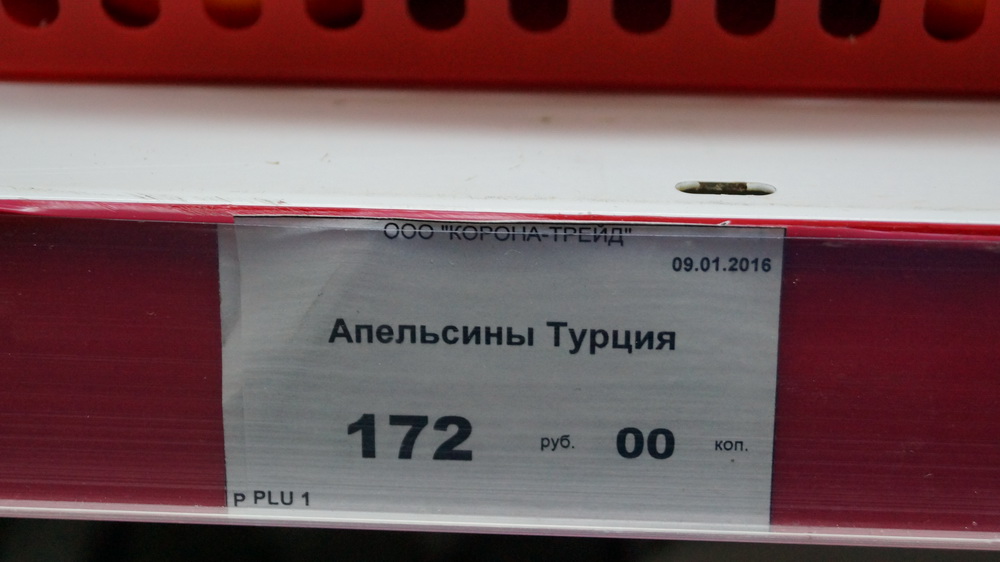 ООО "КОРОНА-ТРЕЙД"
09.01.2016
Апельсины Турция
172 руб. 00 коп.
Р PLU 1